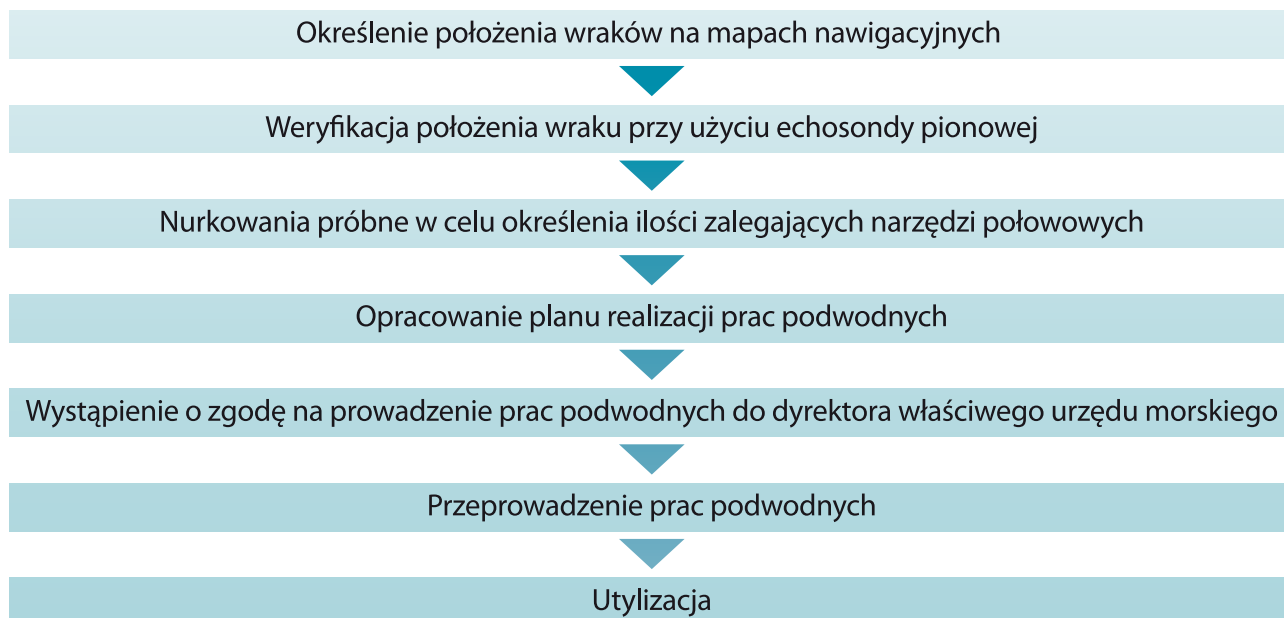 Określenie położenia wraków na mapach nawigacyjnych
Weryfikacja położenia wraku przy użyciu echosondy pionowej
Nurkowania próbne w celu określenia ilości zalegających narzędzi połowowych
Opracowanie planu realizacji prac podwodnych
Wystąpienie o zgodę na prowadzenie prac podwodnych do dyrektora właściwego urzędu morskiego
Przeprowadzenie prac podwodnych
Utylizacja